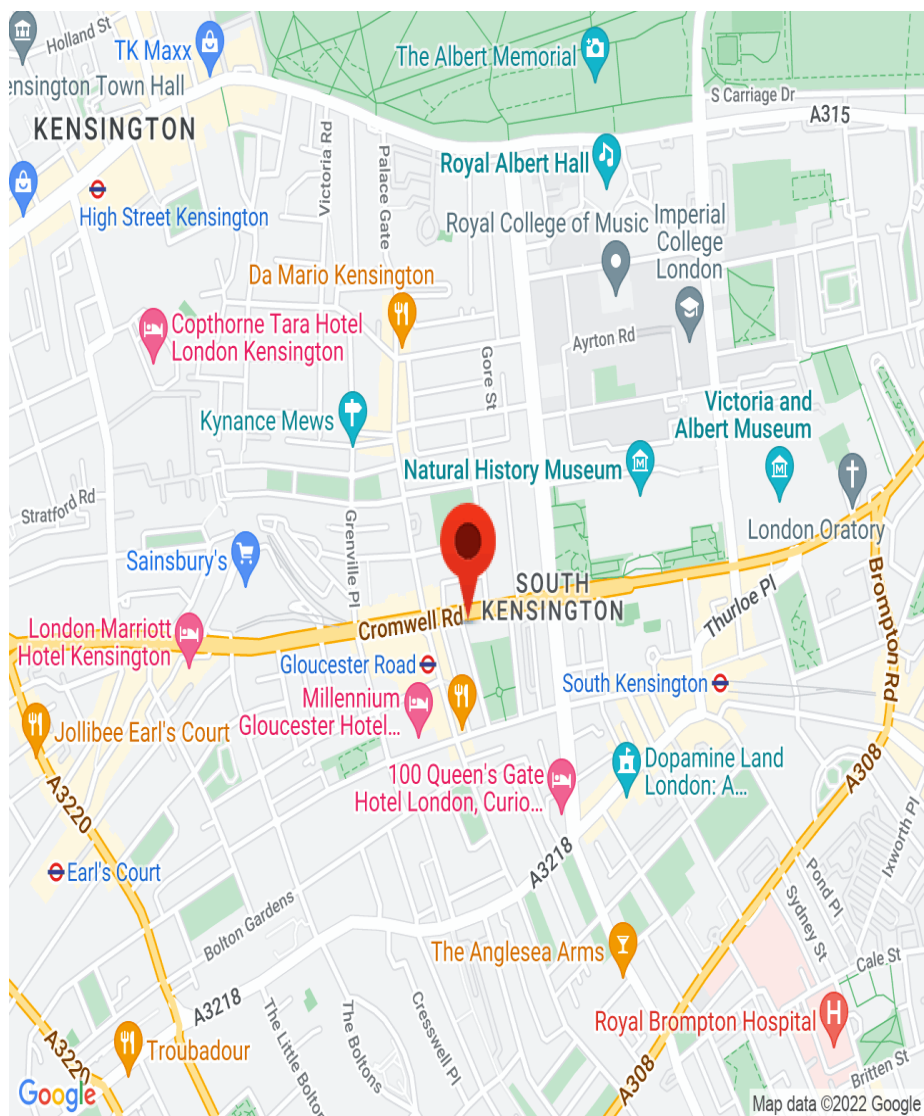 Holland St
TK Maxx
The Albert Memorial
ensington Town Hall
S Carriage Dr
A315
KENSINGTON
Victoria Rd
Palace Gate
Royal Albert Hall
High Street Kensington
Royal College of Music
Imperial
College
London
Da Mario Kensington
Copthorne Tara Hotel
London Kensington
Ayrton Rd
Gore St
Kynance Mews
Victoria and
Albert Museum
Natural History Museum
Stratford Rd
Grenville Pl
London Oratory
Sainsbury's
SOUTH
KENSINGTON
Cromwell Rd
Thurloe Pl
Brompton Rd
London Marriott
Hotel Kensington
Gloucester Road
South Kensington
Millennium
Gloucester Hotel...
Jollibee Earl's Court
100 Queen's Gate
Hotel London, Curio...
Dopamine Land
London: A...
A308
A3220
Earl's Court
A3218
Ixworth Pl
Pond Pl
Sydney St
Bolton Gardens
The Anglesea Arms
Cale St
A3218
The Little Bolto
The Boltons
Cresswell Pl
Royal Brompton Hospital
H
A3220
Troubadour
Britten St
A308
Google
Map data ©2022 Google